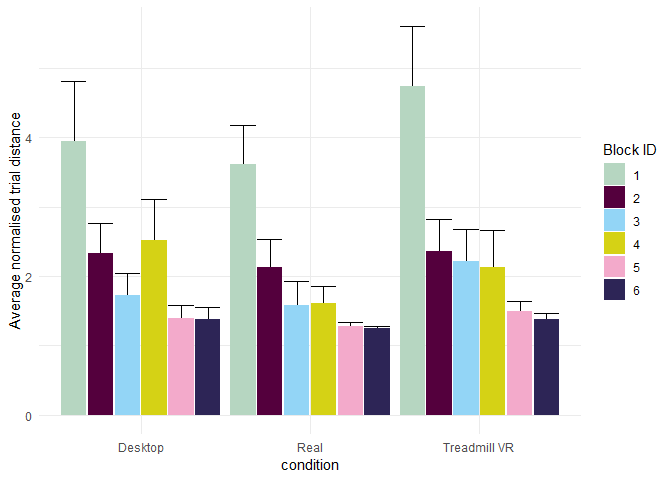 Average normalised trial distance
4
2
0
Desktop
Real
Treadmill VR
condition
Block ID
1
2
3
4
5
6